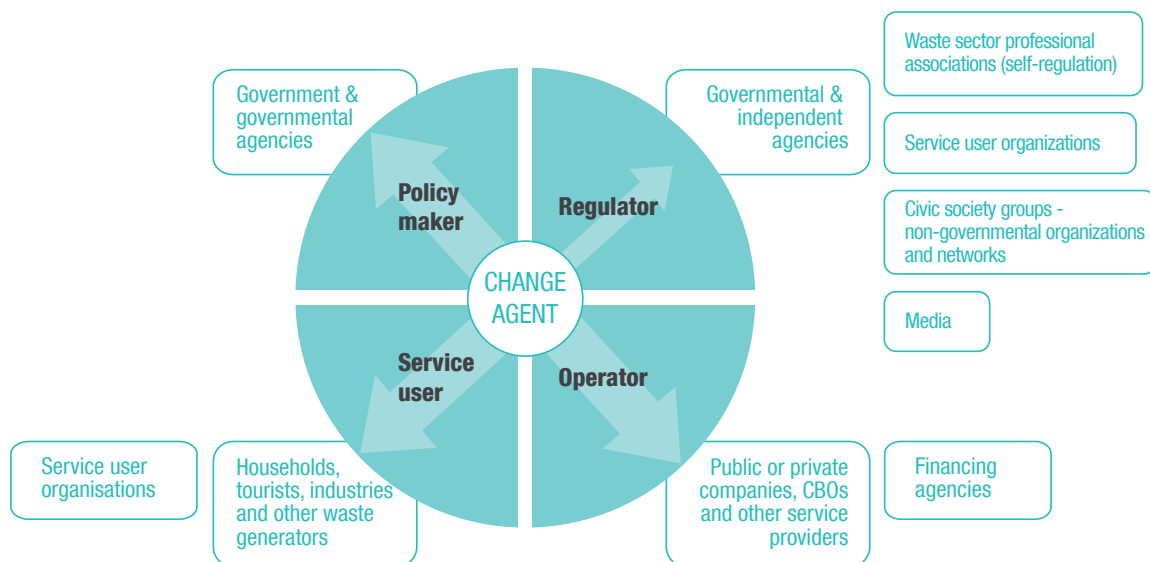 Waste sector professional
associations (self-regulation)
Government &
governmental
agencies
Governmental &
independent
agencies
Service user organizations
Policy
maker
Regulator
Civic society groups -
non-governmental organizations
and networks
CHANGE
AGENT
Media
Service
user
Operator
Service user
organisations
Households,
tourists, industries
and other waste
generators
Public or private
companies, CBOs
and other service
providers
Financing
agencies